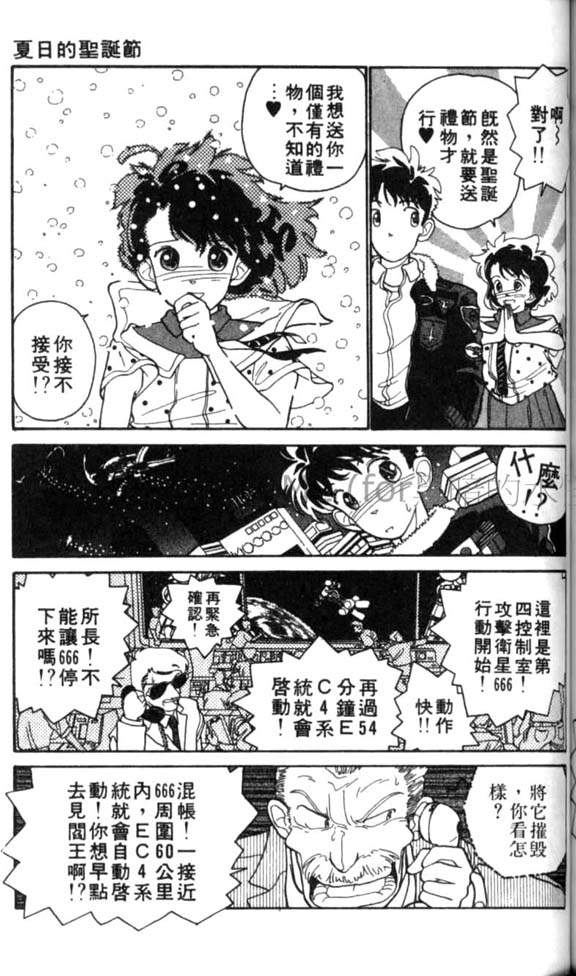 夏日的聖誕節
啊～
對了!!
既然是聖誕
節，就要送
禮物才
行♥
我想送你一
個僅有的禮
物，不知道
…♥
你接不
接受!?
什麼
!?
這裡是第
四控制室！
攻擊衛星666
行動開始！
動作
快!!
再過54
分鐘E
C4系
統就會
啓動！
再緊急
確認！
所長！不
能讓666停
下來嗎!?
將它摧毀
，你看怎
樣？
混帳！一接近
666周圍60公里
內，EC4系
統就會自動啓
動！你想早點
去見閻
王啊!?